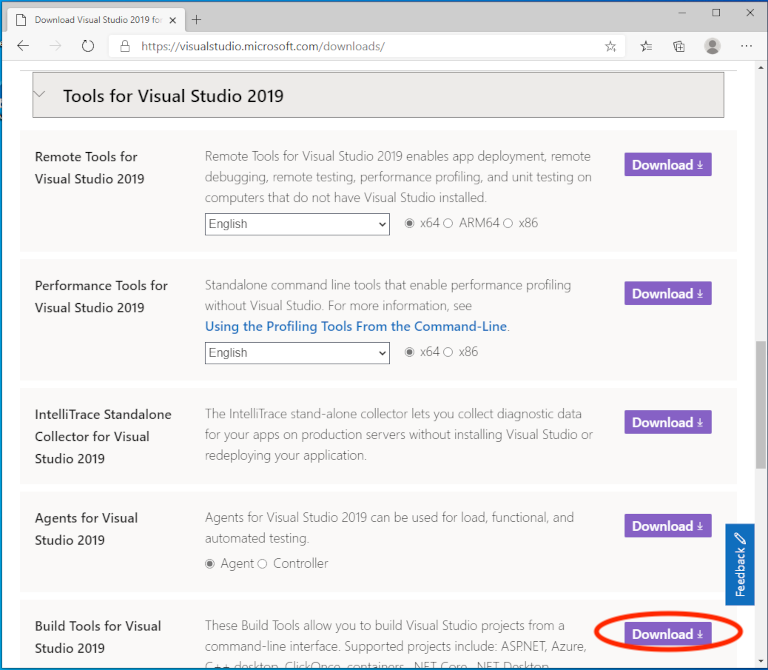 Download Visual Studio 2019 fo
https://visualstudio.microsoft.com/downloads/
Tools for Visual Studio 2019
Remote Tools for
Visual Studio 2019
Remote Tools for Visual Studio 2019 enables app deployment, remote
debugging, remote testing, performance profiling, and unit testing on
computers that do not have Visual Studio installed.
English
x64 ARM64 x86
Download
Performance Tools for
Visual Studio 2019
Standalone command line tools that enable performance profiling
without Visual Studio. For more information, see
Using the Profiling Tools From the Command-Line.
English
x64 x86
Download
IntelliTrace Standalone
Collector for Visual
Studio 2019
The IntelliTrace stand-alone collector lets you collect diagnostic data
for your apps on production servers without installing Visual Studio or
redeploying your application.
Download
Agents for Visual
Studio 2019
Agents for Visual Studio 2019 can be used for load, functional, and
automated testing.
Agent Controller
Download
Feedback
Build Tools for Visual
Studio 2019
These Build Tools allow you to build Visual Studio projects from a
command-line interface. Supported projects include: ASP.NET, Azure,
C++ desktop, ClickOnce, containers, .NET Core, .NET Desktop,
Download